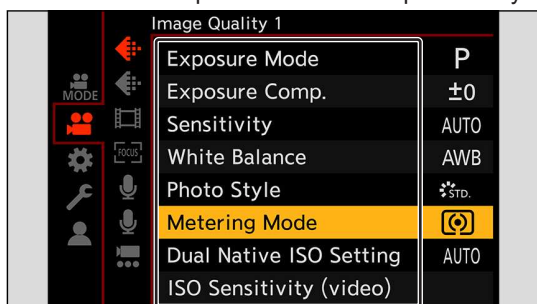 Image Quality 1
Exposure Mode P
MODE
Exposure Comp. ±0
Sensitivity AUTO
FOCUS
White Balance AWB
Photo Style STD.
Metering Mode
Dual Native ISO Setting AUTO
ISO Sensitivity (video)